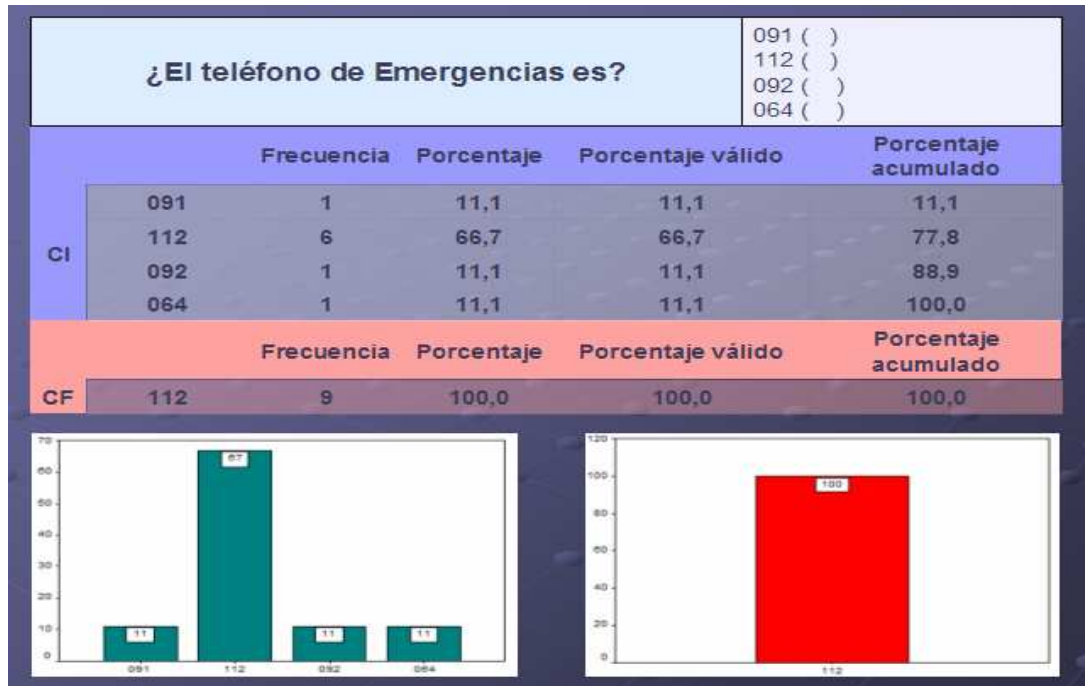 ¿El teléfono de Emergencias es?
091 (   )
112 (   )
092 (   )
064 (   )
Frecuencia Porcentaje Porcentaje válido Porcentaje acumulado
CI
091 1 11,1 11,1 11,1
112 6 66,7 66,7 77,8
092 1 11,1 11,1 88,9
064 1 11,1 11,1 100,0
Frecuencia Porcentaje Porcentaje válido Porcentaje acumulado
CF 112 9 100,0 100,0 100,0
70
60
50
40
30
20
10
0
11 67 11 11
091 112 092 064
120
100
80
60
40
20
0
100
112